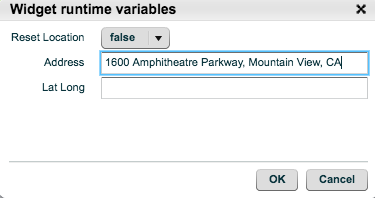 Widget runtime variables
Reset Location false
Address 1600 Amphitheatre Parkway, Mountain View, CA
Lat Long
OK Cancel